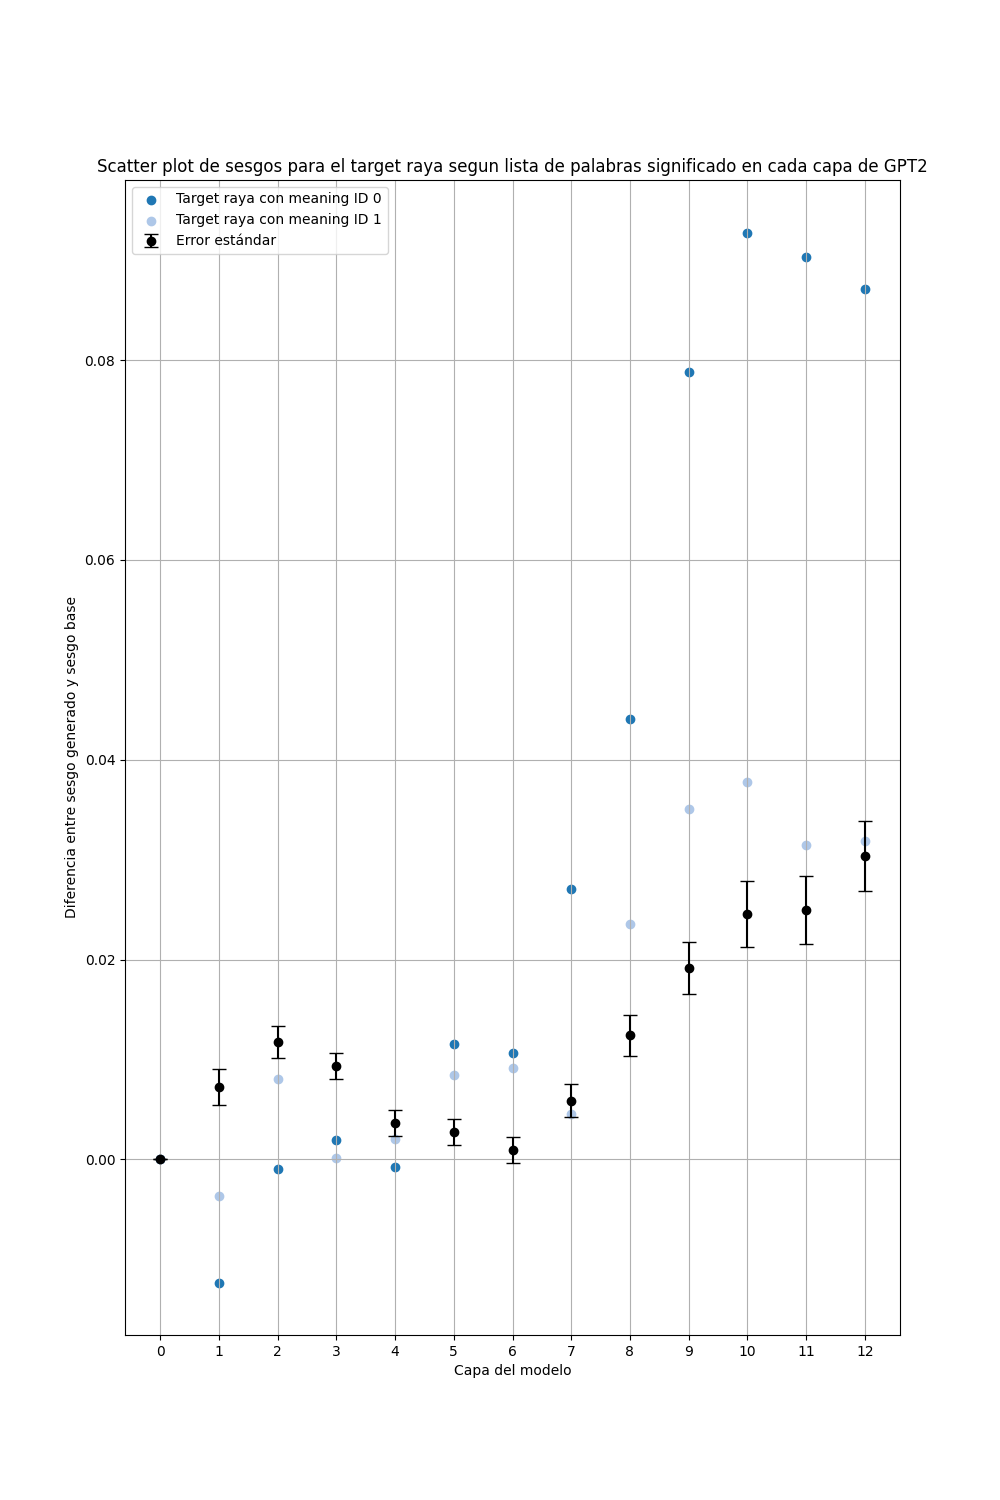 Scatter plot de sesgos para el target raya segun lista de palabras significado en cada capa de GPT2
Target raya con meaning ID 0
Target raya con meaning ID 1
Error estándar
0.08
0.06
0.04
0.02
0.00
Diferencia entre sesgo generado y sesgo base
0 1 2 3 4 5 6 7 8 9 10 11 12
Capa del modelo